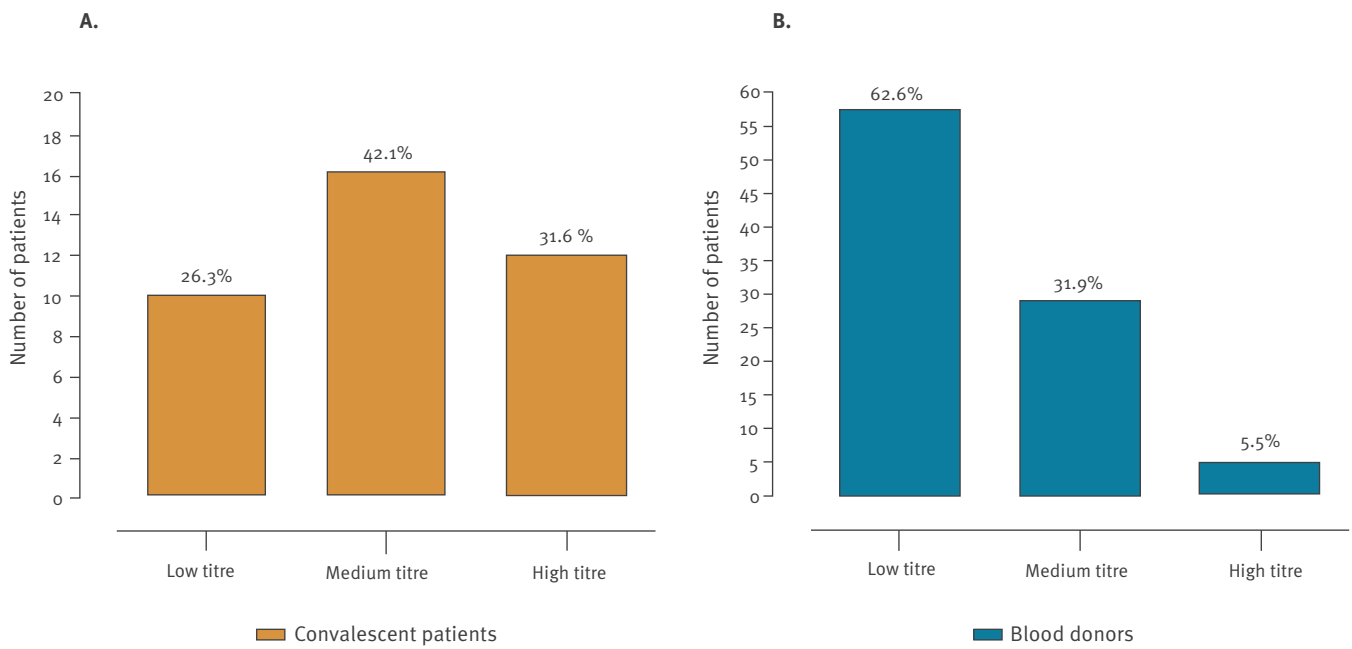 A.
Number of patients
20
18
16
14
12
10
8
6
4
2
0
26.3%
42.1%
31.6 %
Low titre
Medium titre
High titre
Convalescent patients
B.
Number of patients
60
55
50
45
40
35
30
25
20
15
10
5
0
62.6%
31.9%
5.5%
Low titre
Medium titre
High titre
Blood donors